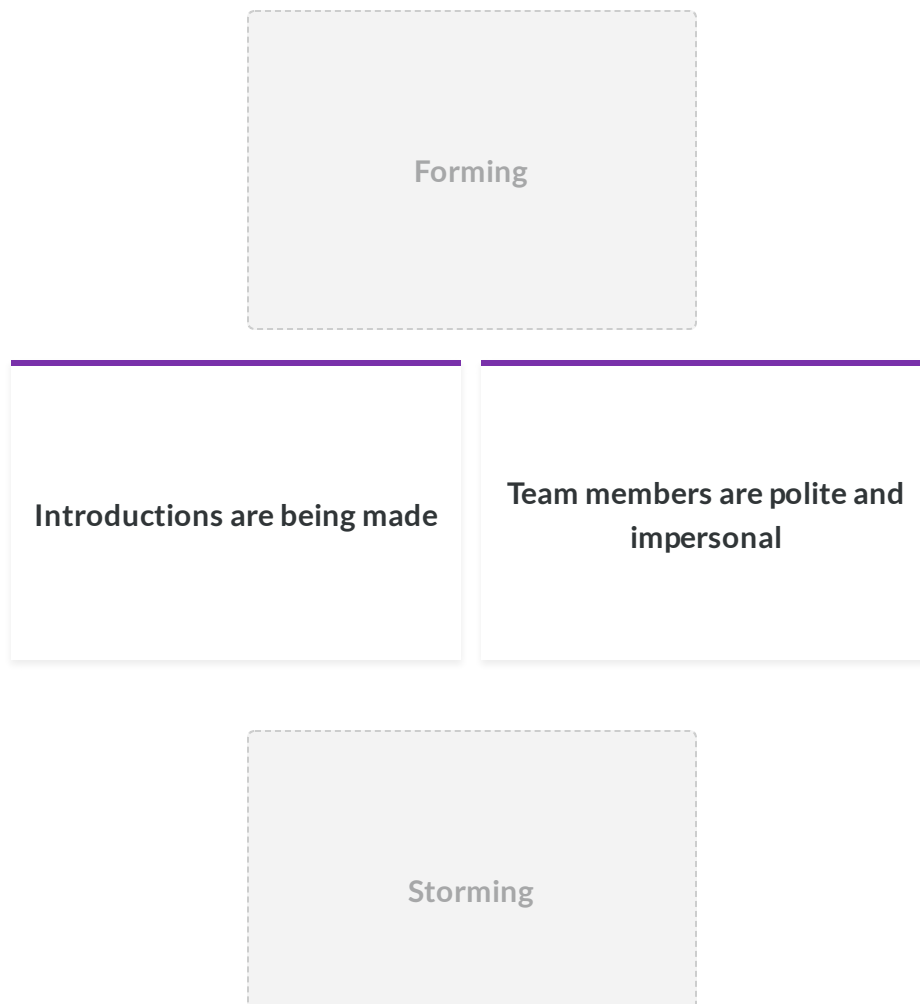 Forming
Introductions are being made
Team members are polite and
impersonal
Storming